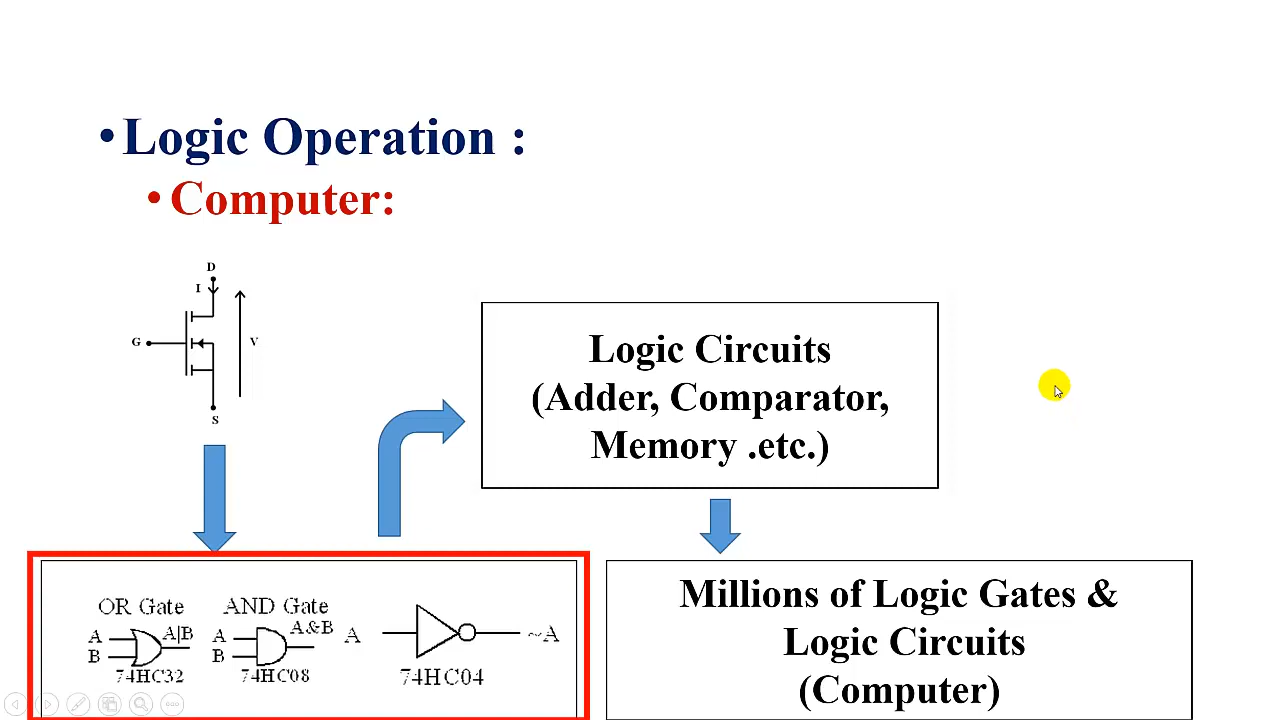 •Logic Operation :
•Computer:
D
I
G
V
S
Logic Circuits
(Adder, Comparator,
Memory .etc.)
OR Gate
A
B
A|B
74HC32
AND Gate
A
B
A&B
74HC08
A
~A
74HC04
Millions of Logic Gates &
Logic Circuits
(Computer)